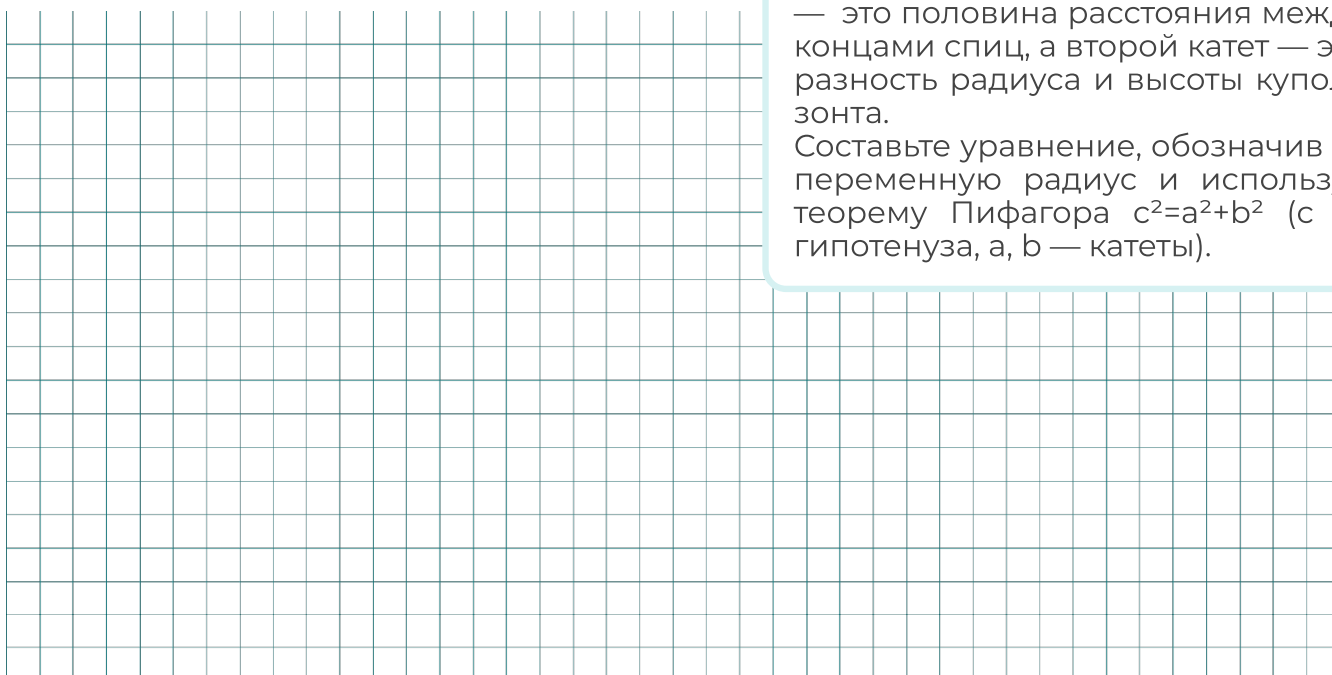 — это половина расстояния меж
концами спиц, а второй катет —
разность радиуса и высоты купо
зонта.
Составьте уравнение, обозначив
переменную радиус и использ
теорему Пифагора c²=a²+b² (c
гипотенуза, a, b — катеты).